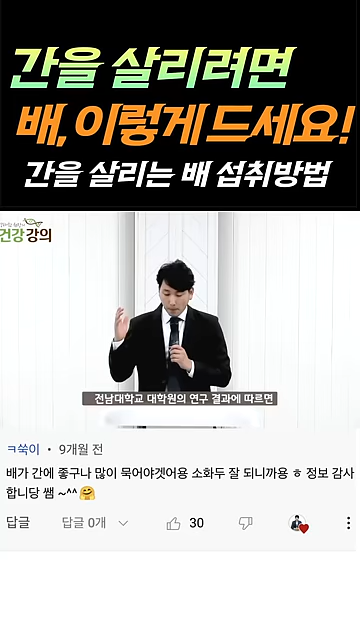 간을 살리려면
배, 이렇게 드세요!
간을 살리는 배 섭취방법
건강 강의
전남대학교 대학원의 연구 결과에 따르면
ㅋ쑥이 • 9개월 전
배가 간에 좋구나 많이 묵어야겟어용 소화두 잘 되니까용 ㅎ 정보 감사
합니당 쌤 ~^^🤗
답글 답글 0개 30